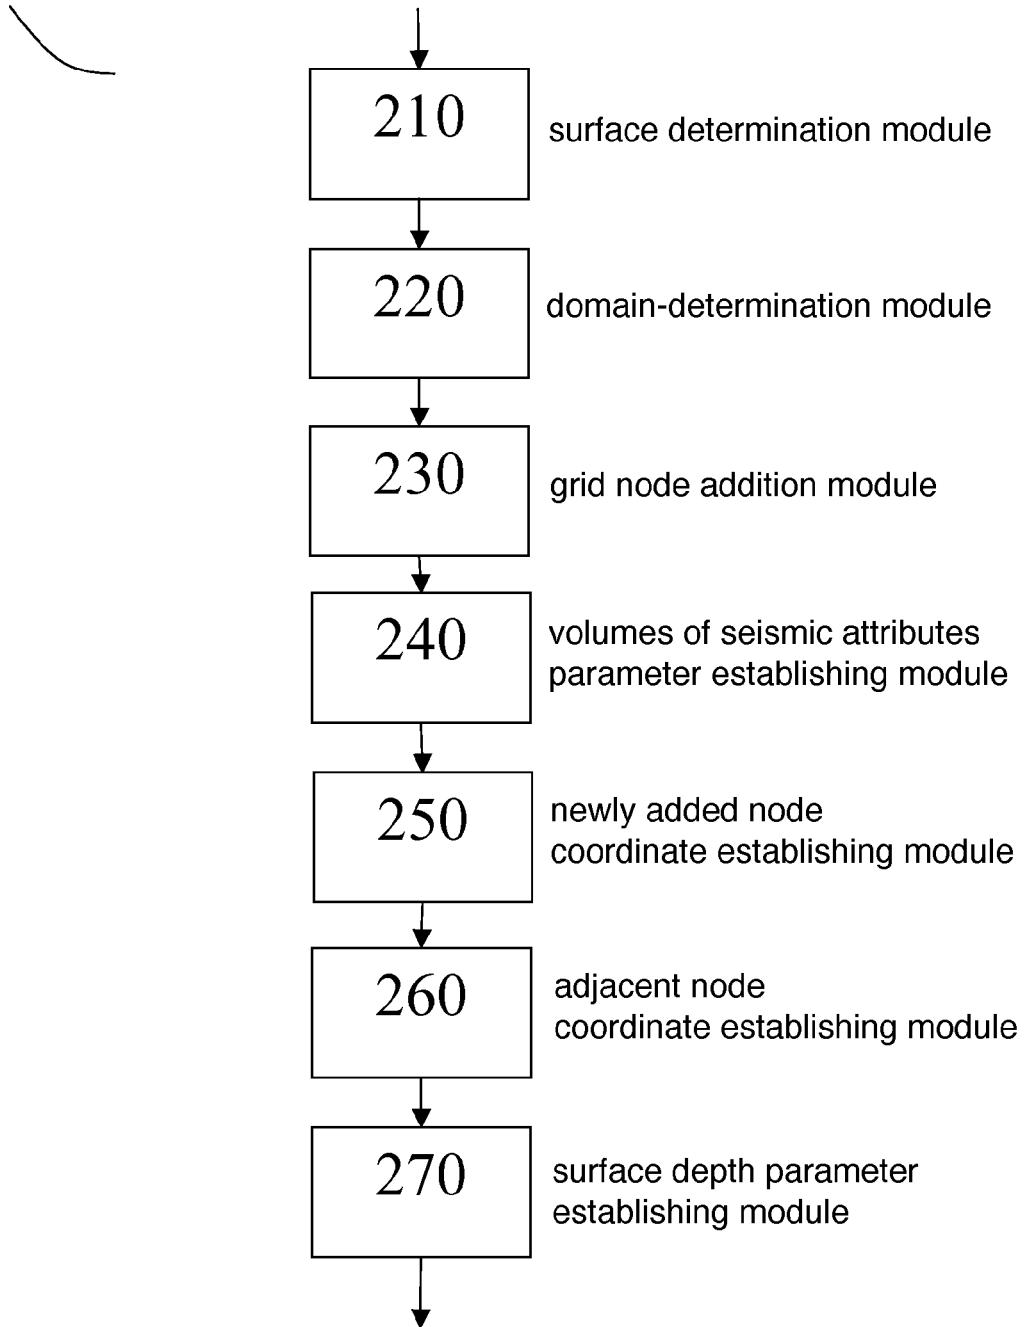 210
surface determination module
220
domain-determination module
230
grid node addition module
240
volumes of seismic attributes
parameter establishing module
250
newly added node
coordinate establishing module
260
adjacent node
coordinate establishing module
270
surface depth parameter
establishing module